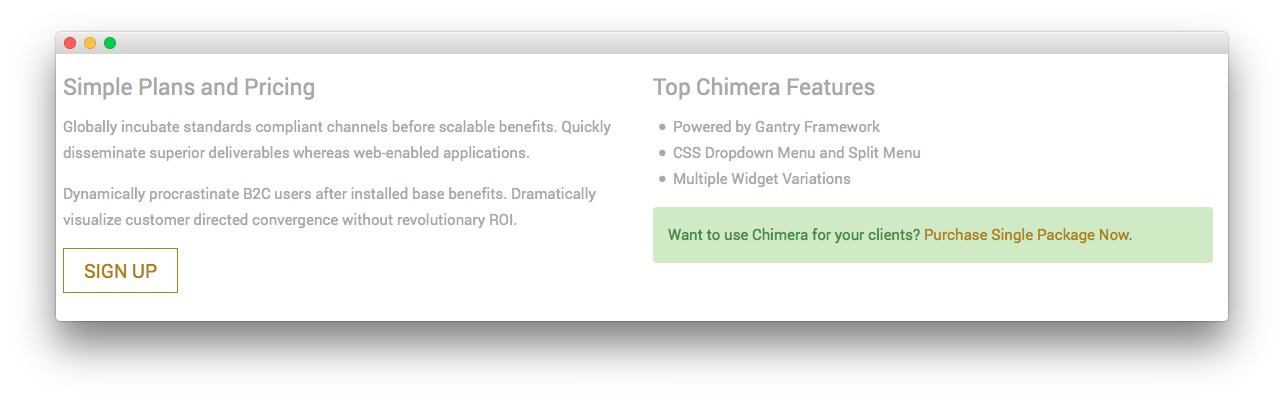 Simple Plans and Pricing
Globally incubate standards compliant channels before scalable benefits. Quickly
disseminate superior deliverables whereas web-enabled applications.
Dynamically procrastinate B2C users after installed base benefits. Dramatically
visualize customer directed convergence without revolutionary ROI.
SIGN UP
Top Chimera Features
Powered by Gantry Framework
CSS Dropdown Menu and Split Menu
Multiple Widget Variations
Want to use Chimera for your clients? Purchase Single Package Now.